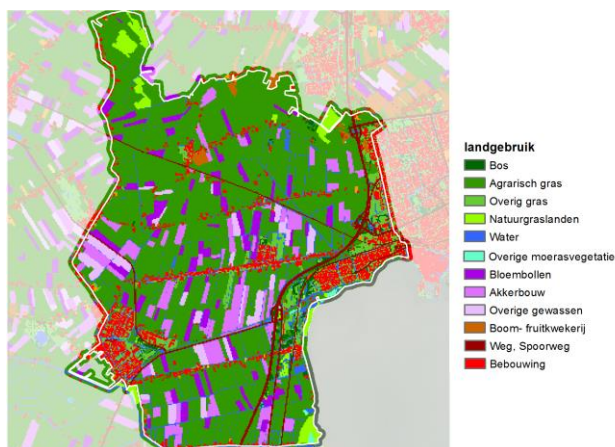 landgebruik
Bos
Agrarisch gras
Overig gras
Natuurgraslanden
Water
Overige moerasvegetatie
Bloembollen
Akkerbouw
Overige gewassen
Boom- fruitkwekerij
Weg, Spoorweg
Bebouwing